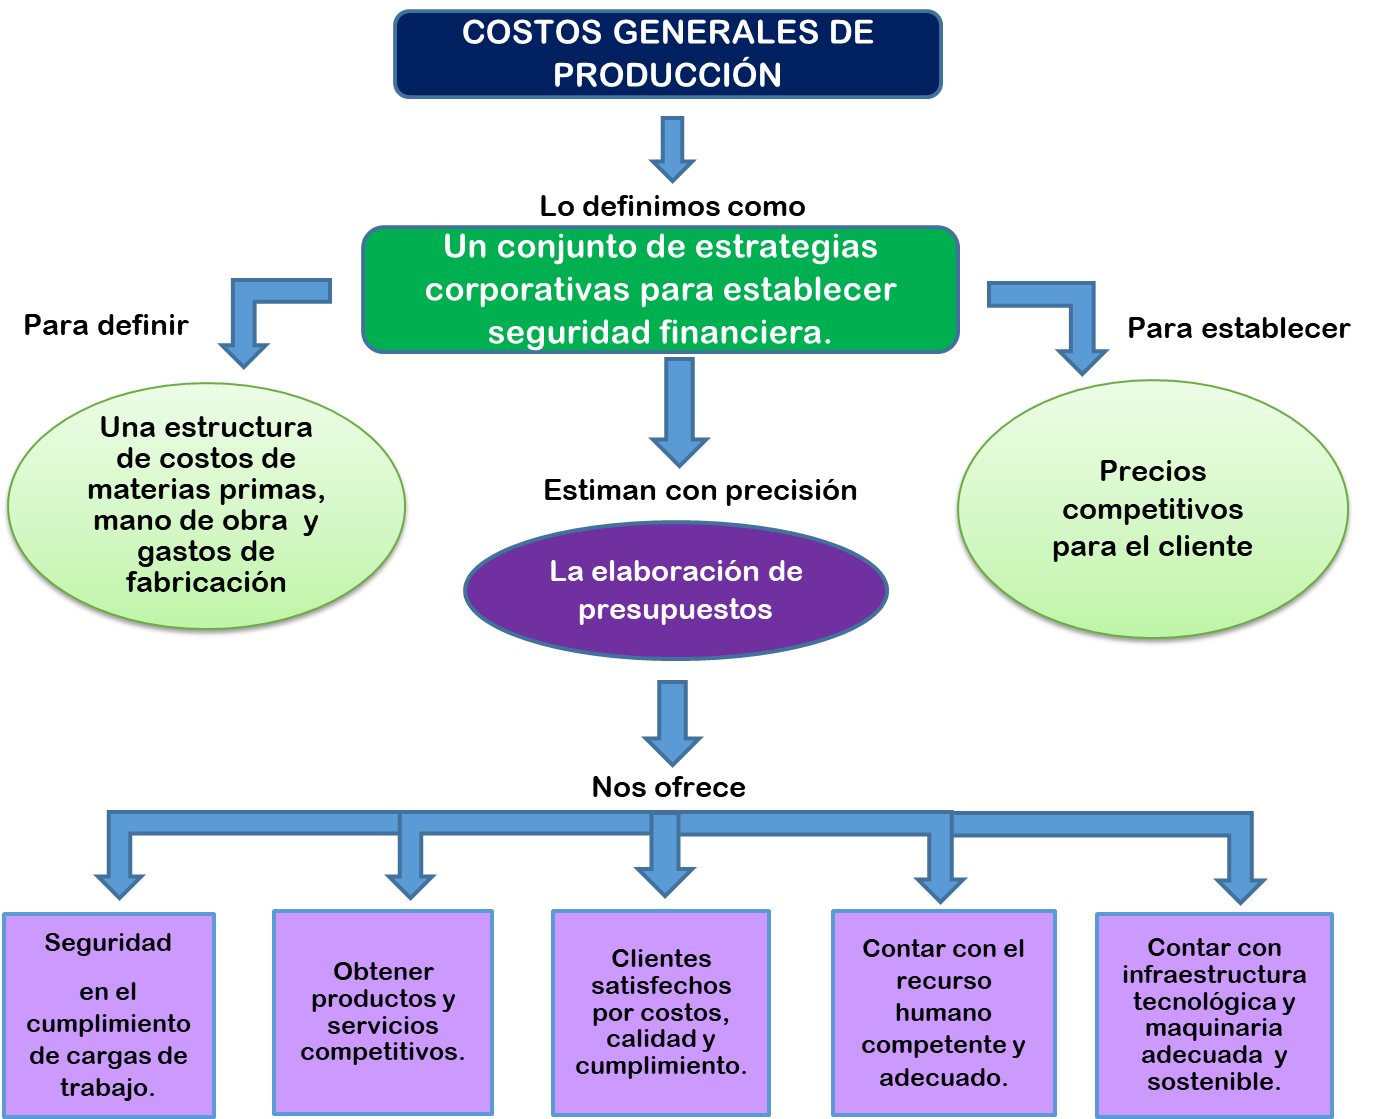 COSTOS GENERALES DE
PRODUCCIÓN
Lo definimos como
Un conjunto de estrategias
corporativas para establecer
seguridad financiera.
Para definir
Para establecer
Una estructura
de costos de
materias primas,
mano de obra y
gastos de
fabricación
Estiman con precisión
La elaboración de
presupuestos
Precios
competitivos
para el cliente
Nos ofrece
Seguridad
en el
cumplimiento
de cargas de
trabajo.
Obtener
productos y
servicios
competitivos.
Clientes
satisfechos
por costos,
calidad y
cumplimiento.
Contar con el
recurso
humano
competente y
adecuado.
Contar con
infraestructura
tecnológica y
maquinaria
adecuada y
sostenible.